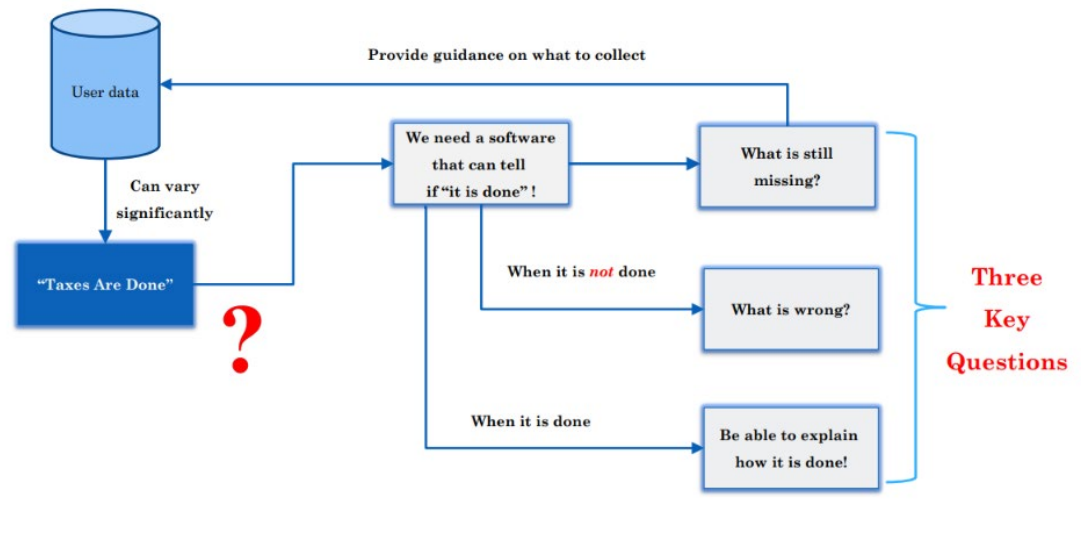 Provide guidance on what to collect
User data
We need a software
that can tell
if “it is done” !
What is still
missing?
Can vary
significantly
“Taxes Are Done”
?
When it is not done
What is wrong?
Three
Key
Questions
When it is done
Be able to explain
how it is done!